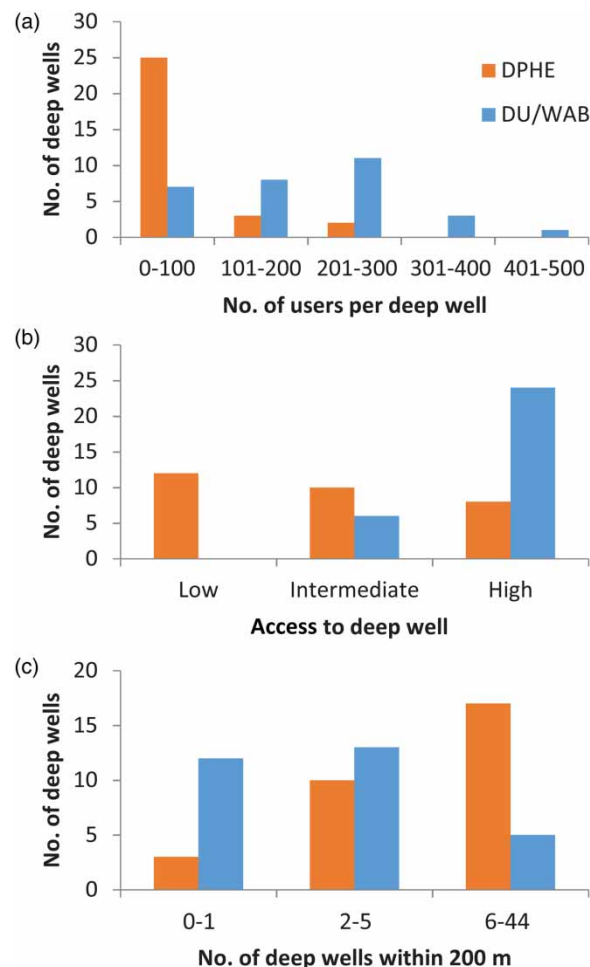 (a)
No. of deep wells
30
25
20
15
10
5
0
DPHE
DU/WAB
0-100 101-200 201-300 301-400 401-500
No. of users per deep well
(b)
No. of deep wells
30
25
20
15
10
5
0
Low Intermediate High
Access to deep well
(c)
No. of deep wells
20
15
10
5
0
0-1 2-5 6-44
No. of deep wells within 200 m